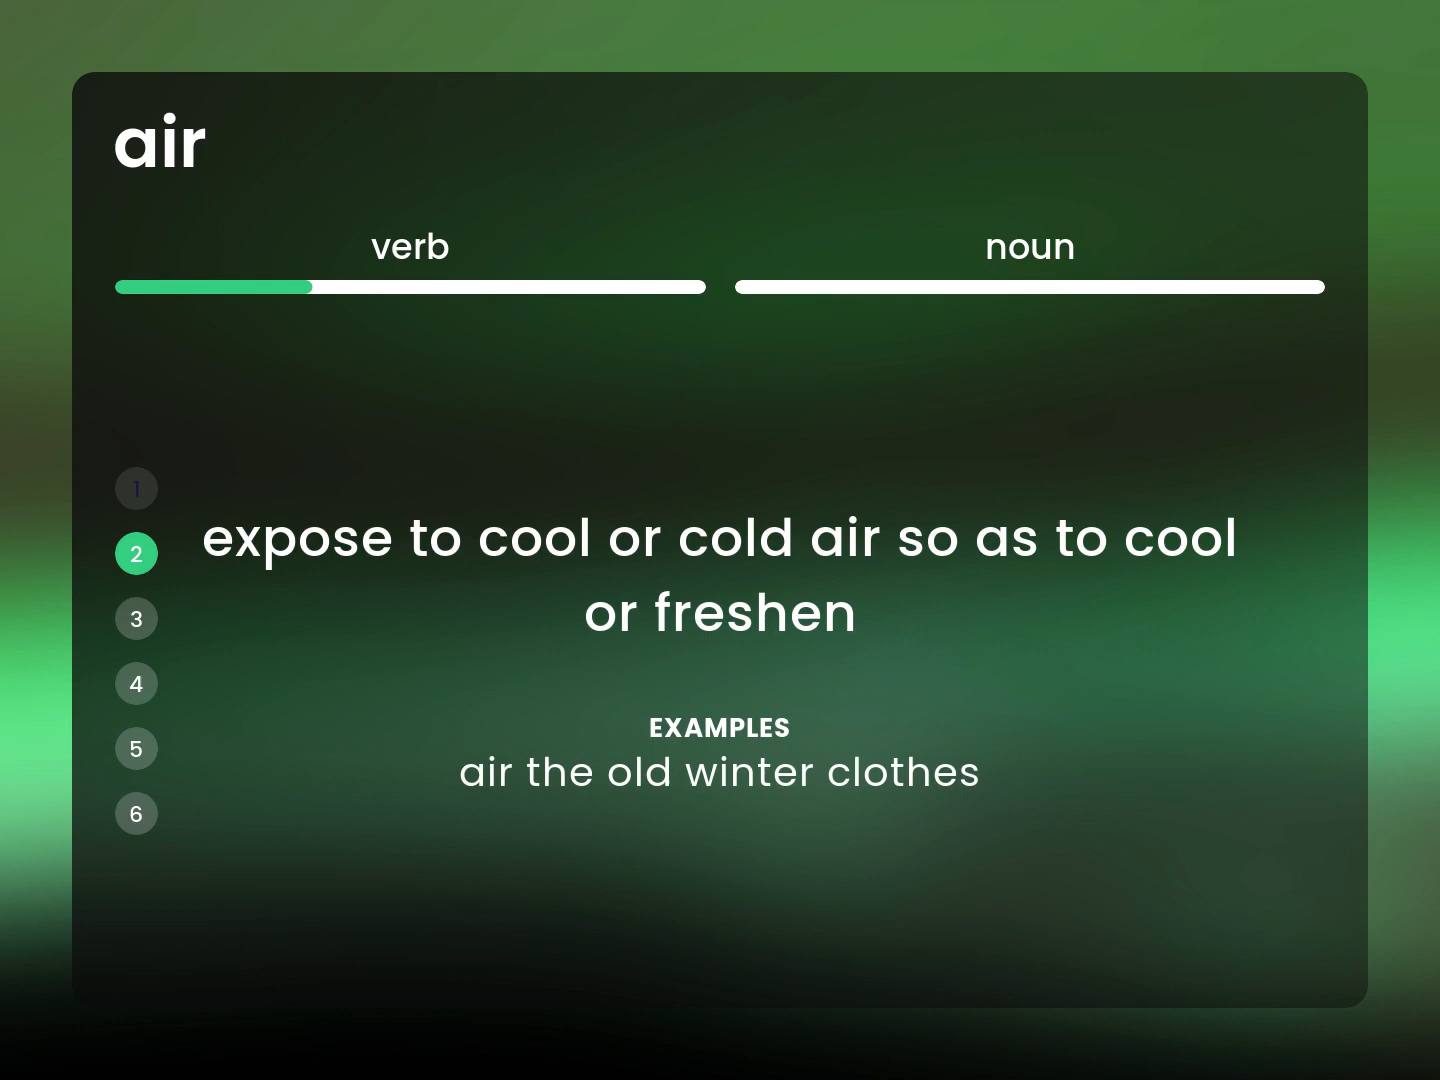 air
verb
noun
1
2
3
4
5
6
expose to cool or cold air so as to cool
or freshen
EXAMPLES
air the old winter clothes